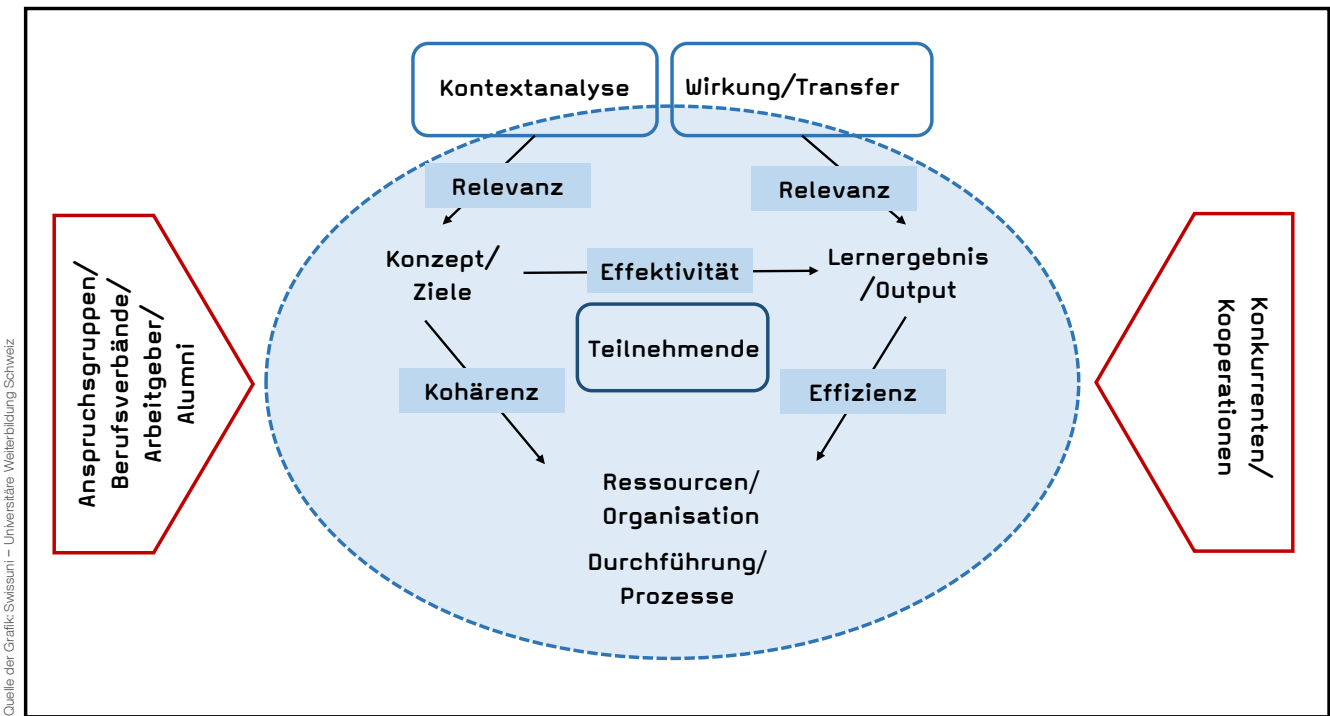 Kontextanalyse
Wirkung/Transfer
Relevanz
Relevanz
Konzept/
Ziele
Effektivität
Lernergebnis
/Output
Teilnehmende
Kohärenz
Effizienz
Ressourcen/
Organisation
Durchführung/
Prozesse
Anspruchsgruppen/
Berufsverbände/
Arbeitgeber/
Alumni
Konkurrenten/
Kooperationen
Quelle der Grafik: Swissuni – Universitäre Weiterbildung Schweiz